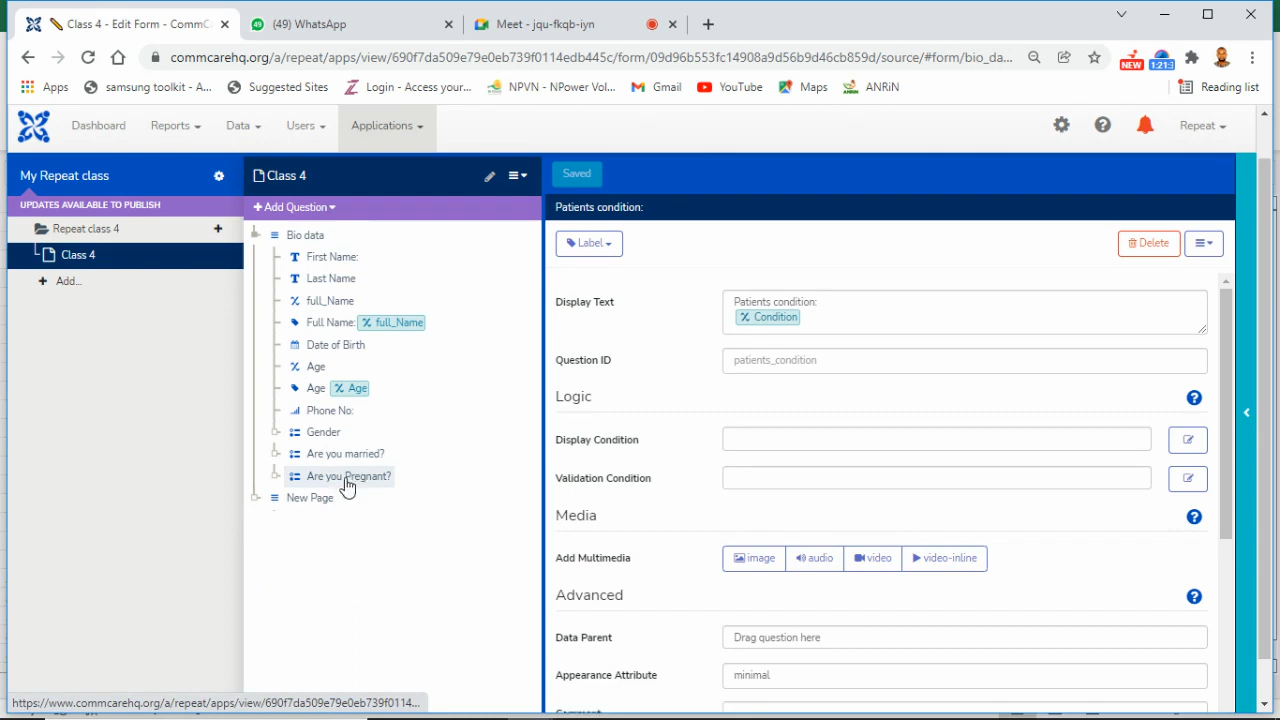 Class 4 - Edit Form - CommC
(49) WhatsApp
Meet - jqu-fkqb-iyn
commcarehq.org/a/repeat/apps/view/690f7da509e79e0eb739f0114edb445c/form/09d96b553fc14908a9d56b9d46cb859d/source/#form/bio_da...
NEW
1:21:3
Apps
samsung toolkit - A...
Suggested Sites
Login - Access your...
NPVN - NPower Vol...
Gmail
YouTube
Maps
ANRiN
Reading list
Dashboard
Reports
Data
Users
Applications
Repeat
My Repeat class
UPDATES AVAILABLE TO PUBLISH
Repeat class 4
Class 4
Add...
Class 4
Add Question
Bio data
First Name:
Last Name
full_Name
Full Name: full_Name
Date of Birth
Age
Age Age
Phone No:
Gender
Are you married?
Are you Pregnant?
New Page
Saved
Patients condition:
Label
Delete
Display Text
Patients condition:
Condition
Question ID
patients_condition
Logic
Display Condition
Validation Condition
Media
Add Multimedia
image
audio
video
video-inline
Advanced
Data Parent
Drag question here
Appearance Attribute
minimal
https://www.commcarehq.org/a/repeat/apps/view/690f7da509e79e0eb739f0114...